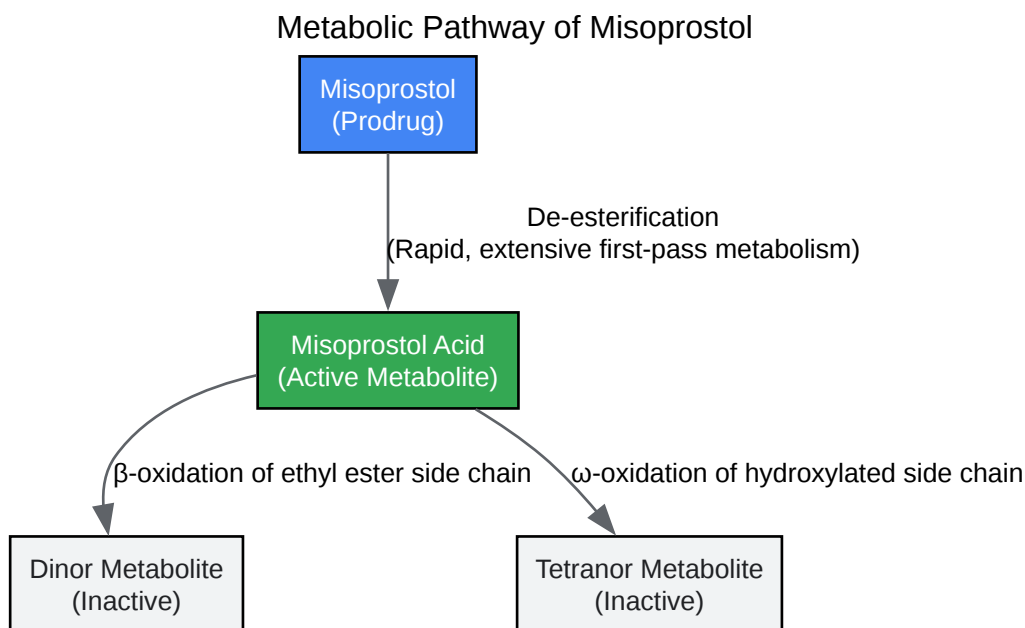 Metabolic Pathway of Misoprostol
Misoprostol
(Prodrug)
De-esterification
(Rapid, extensive first-pass metabolism)
Misoprostol Acid
(Active Metabolite)
β-oxidation of ethyl ester side chain
ω-oxidation of hydroxylated side chain
Dinor Metabolite
(Inactive)
Tetranor Metabolite
(Inactive)